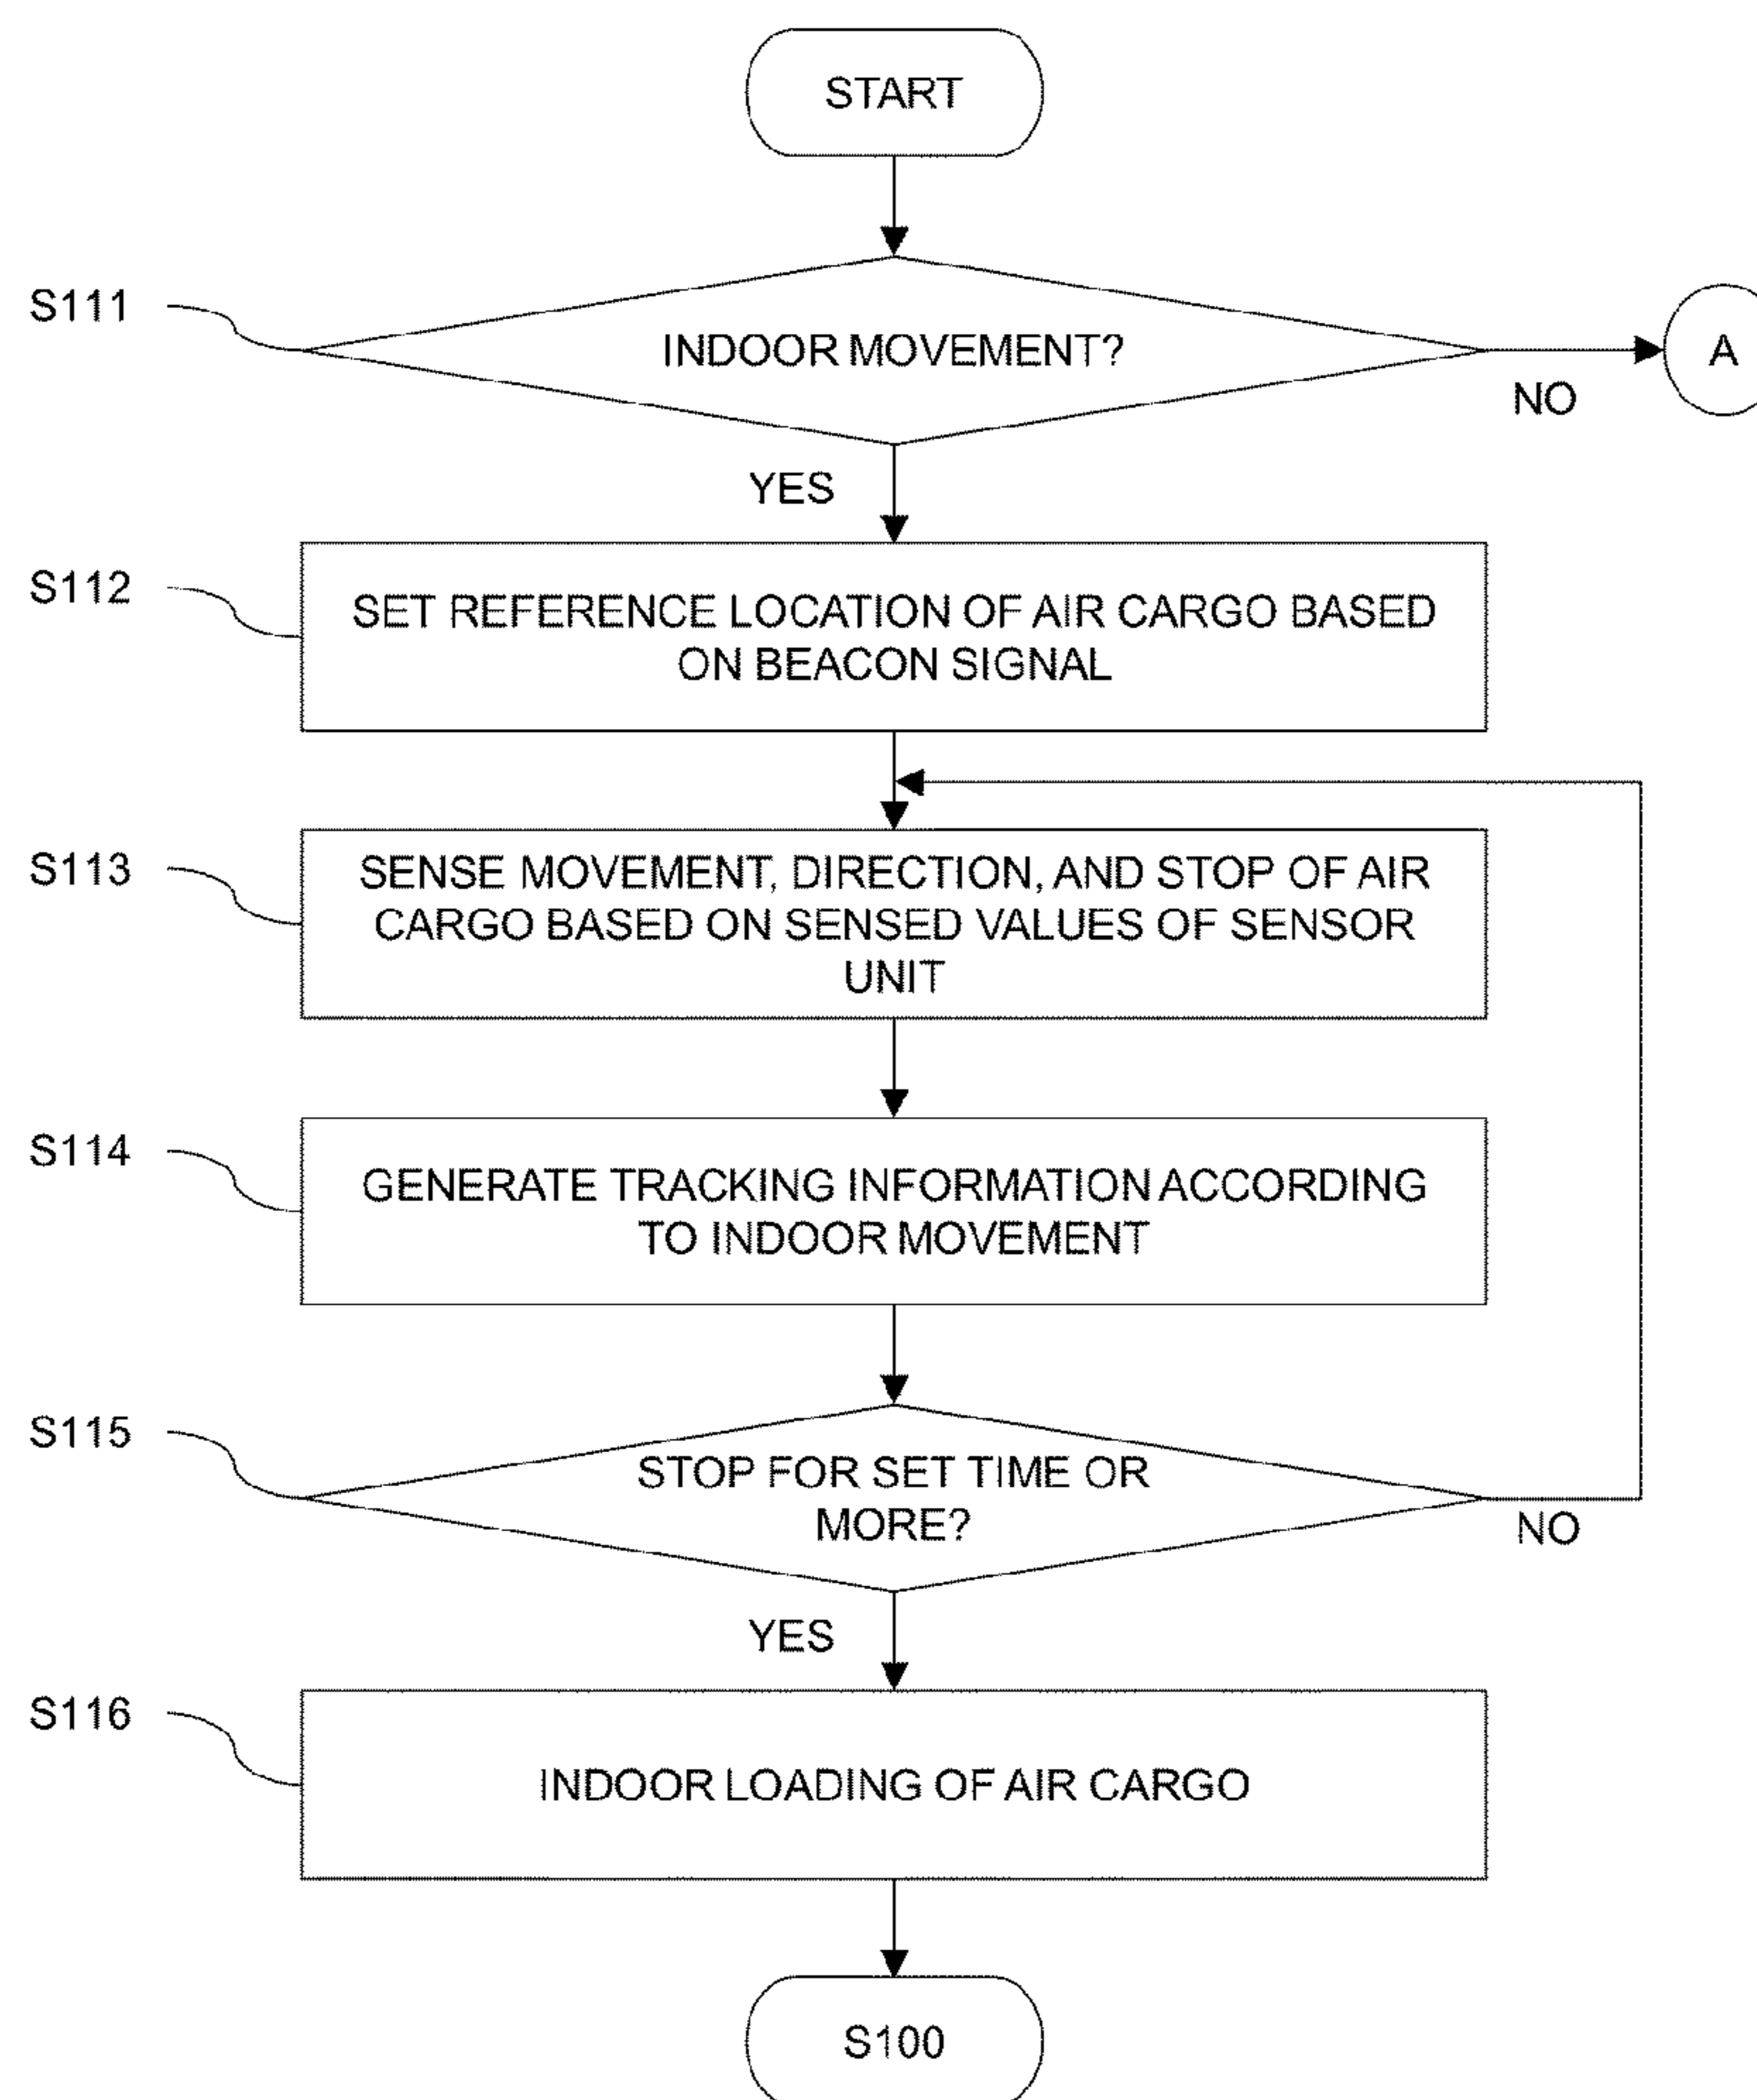 START
S111
INDOOR MOVEMENT?
A
NO
YES
S112
SET REFERENCE LOCATION OF AIR CARGO BASED
ON BEACON SIGNAL
S113
SENSE MOVEMENT, DIRECTION, AND STOP OF AIR
CARGO BASED ON SENSED VALUES OF SENSOR
UNIT
S114
GENERATE TRACKING INFORMATION ACCORDING
TO INDOOR MOVEMENT
S115
STOP FOR SET TIME OR
MORE?
NO
YES
S116
INDOOR LOADING OF AIR CARGO
S100